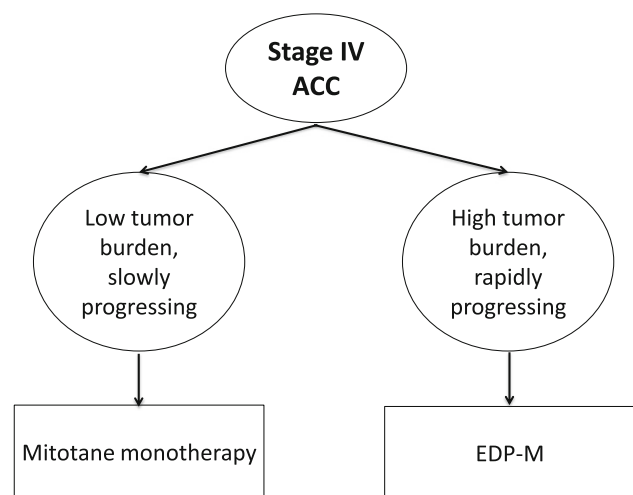 Stage IV
ACC
Low tumor
burden,
slowly
progressing
High tumor
burden,
rapidly
progressing
Mitotane monotherapy
EDP-M